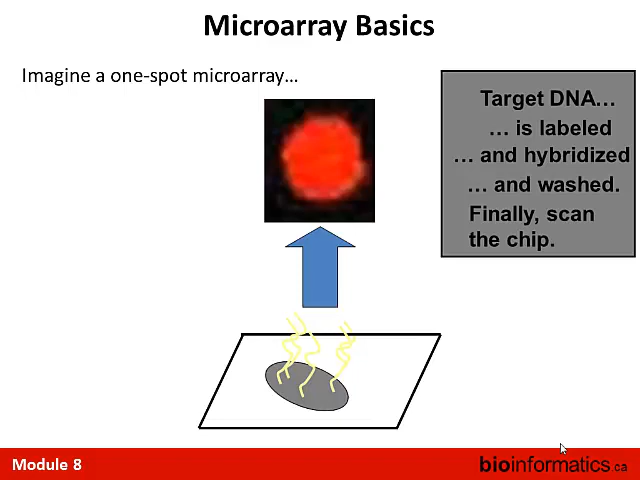 Microarray Basics
Imagine a one-spot microarray…
Target DNA…
… is labeled
… and hybridized
… and washed.
Finally, scan
the chip.
Module 8
bioinformatics.ca